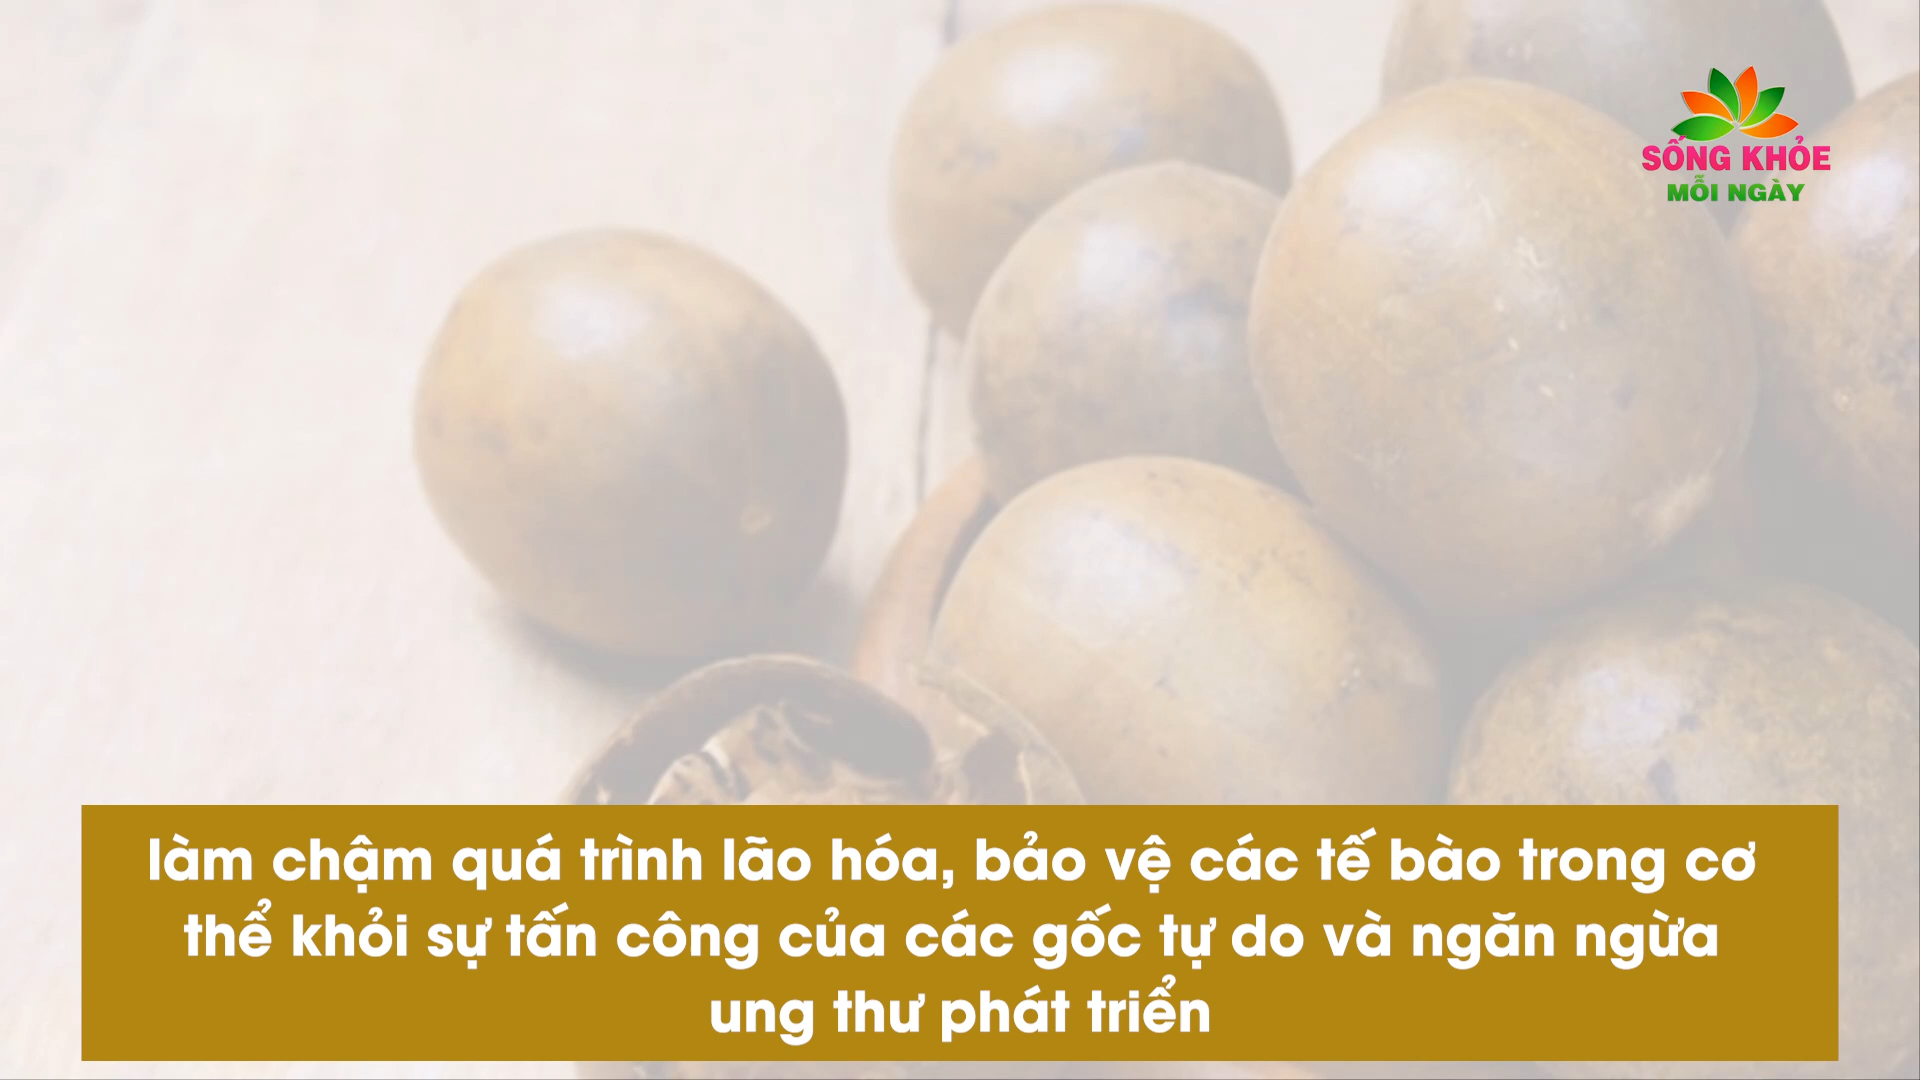 SỐNG KHỎE
MỖI NGÀY
làm chậm quá trình lão hóa, bảo vệ các tế bào trong cơ
thể khỏi sự tấn công của các gốc tự do và ngăn ngừa
ung thư phát triển